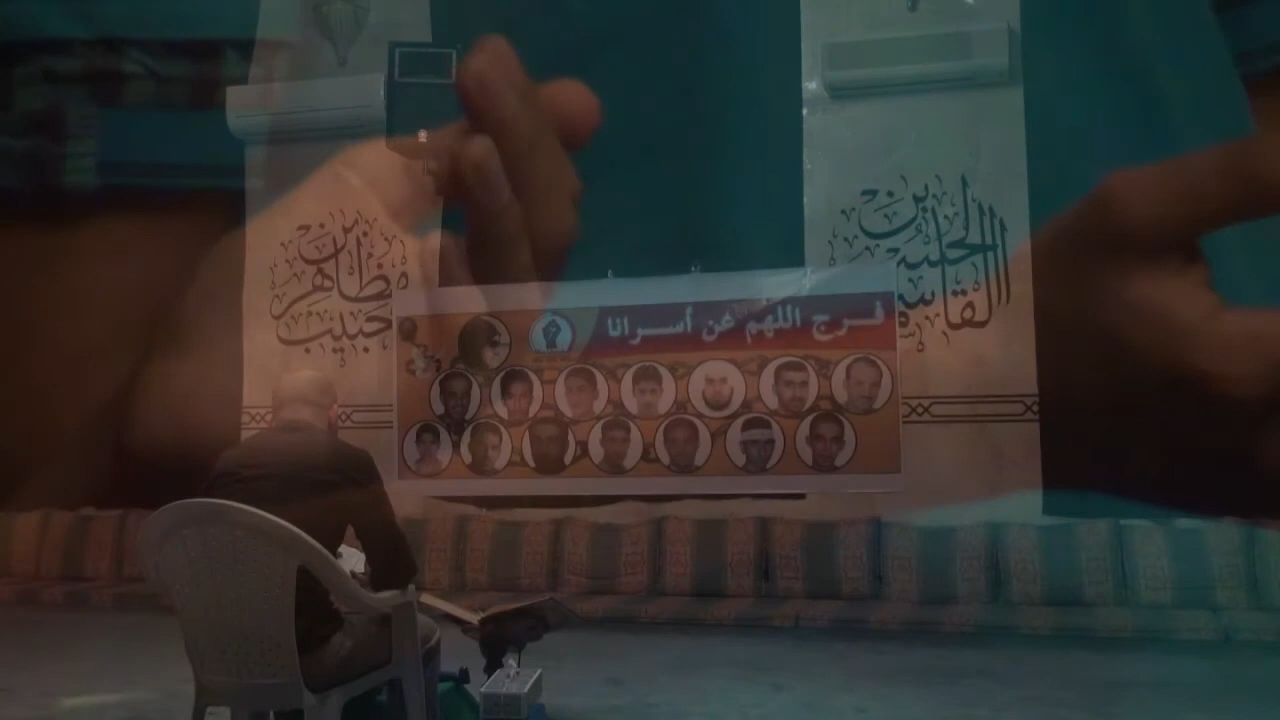 فرج اللهم عن أسرانا
القاسم بن الحسن
حبيب بن مظاهر